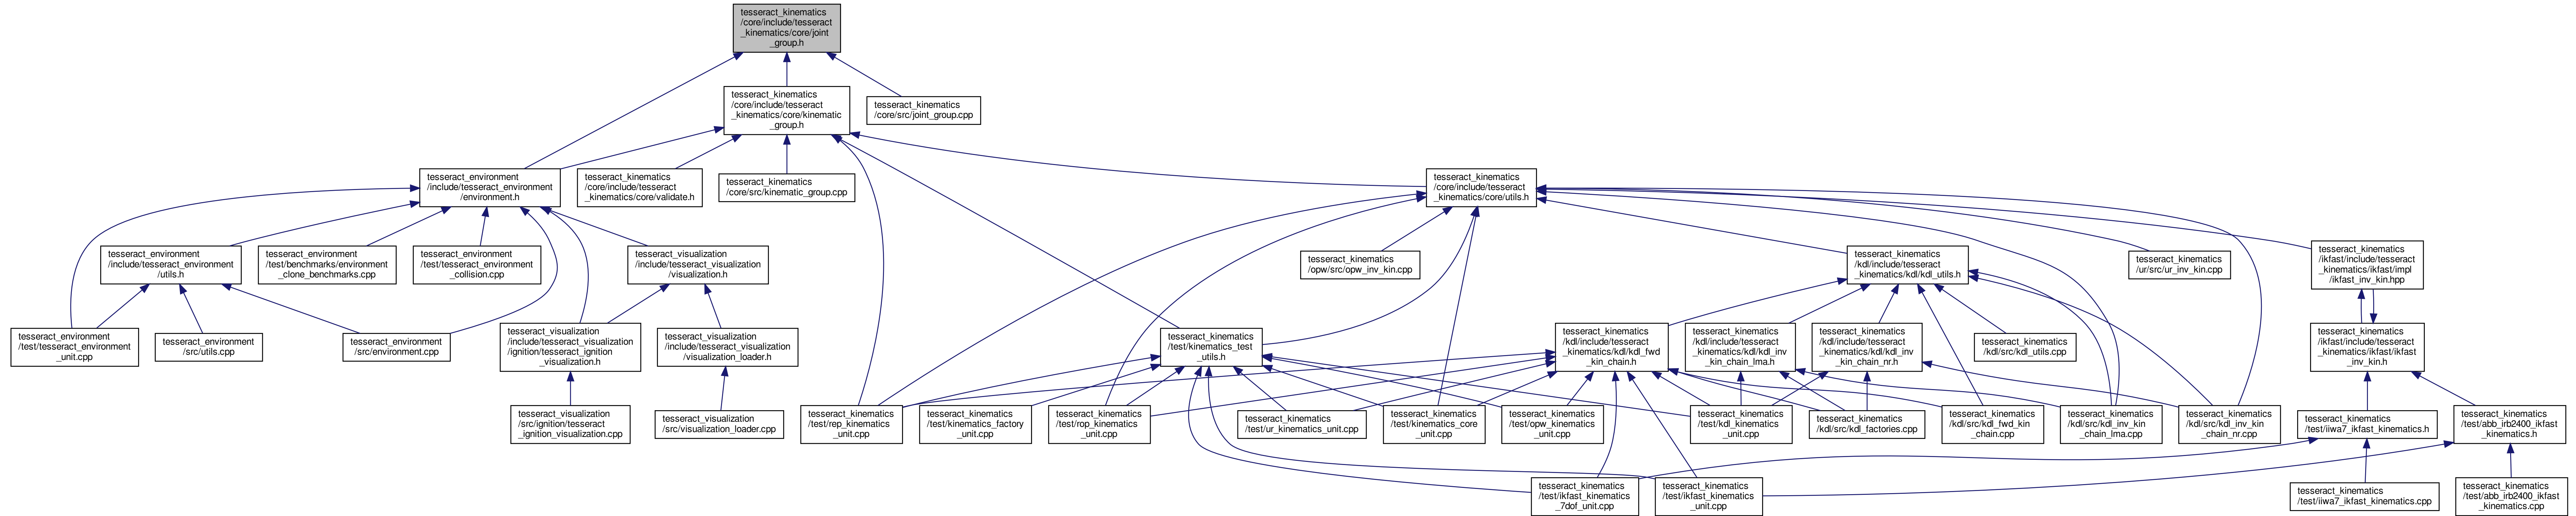 tesseract_kinematics
/core/include/tesseract
_kinematics/core/joint
_group.h
tesseract_kinematics
/core/include/tesseract
_kinematics/core/kinematic
_group.h
tesseract_kinematics
/core/src/joint_group.cpp
tesseract_environment
/include/tesseract_environment
/environment.h
tesseract_kinematics
/core/include/tesseract
_kinematics/core/validate.h
tesseract_kinematics
/core/src/kinematic_group.cpp
tesseract_kinematics
/core/include/tesseract
_kinematics/core/utils.h
tesseract_environment
/include/tesseract_environment
/utils.h
tesseract_environment
/test/benchmarks/environment
_clone_benchmarks.cpp
tesseract_environment
/test/tesseract_environment
_collision.cpp
tesseract_visualization
/include/tesseract_visualization
/visualization.h
tesseract_kinematics
/opw/src/opw_inv_kin.cpp
tesseract_kinematics
/kdl/include/tesseract
_kinematics/kdl/kdl_utils.h
tesseract_kinematics
/ur/src/ur_inv_kin.cpp
tesseract_kinematics
/ikfast/include/tesseract
_kinematics/ikfast/impl
/ikfast_inv_kin.hpp
tesseract_environment
/test/tesseract_environment
_unit.cpp
tesseract_environment
/src/utils.cpp
tesseract_environment
/src/environment.cpp
tesseract_visualization
/include/tesseract_visualization
/ignition/tesseract_ignition
_visualization.h
tesseract_visualization
/include/tesseract_visualization
/visualization_loader.h
tesseract_kinematics
/test/kinematics_test
_utils.h
tesseract_kinematics
/kdl/include/tesseract
_kinematics/kdl/kdl_fwd
_kin_chain.h
tesseract_kinematics
/kdl/include/tesseract
_kinematics/kdl/kdl_inv
_kin_chain_lma.h
tesseract_kinematics
/kdl/include/tesseract
_kinematics/kdl/kdl_inv
_kin_chain_nr.h
tesseract_kinematics
/kdl/src/kdl_utils.cpp
tesseract_kinematics
/ikfast/include/tesseract
_kinematics/ikfast/ikfast
_inv_kin.h
tesseract_visualization
/src/ignition/tesseract
_ignition_visualization.cpp
tesseract_visualization
/src/visualization_loader.cpp
tesseract_kinematics
/test/rep_kinematics
_unit.cpp
tesseract_kinematics
/test/kinematics_factory
_unit.cpp
tesseract_kinematics
/test/rop_kinematics
_unit.cpp
tesseract_kinematics
/test/ur_kinematics_unit.cpp
tesseract_kinematics
/test/kinematics_core
_unit.cpp
tesseract_kinematics
/test/opw_kinematics
_unit.cpp
tesseract_kinematics
/test/kdl_kinematics
_unit.cpp
tesseract_kinematics
/kdl/src/kdl_factories.cpp
tesseract_kinematics
/kdl/src/kdl_fwd_kin
_chain.cpp
tesseract_kinematics
/kdl/src/kdl_inv_kin
_chain_lma.cpp
tesseract_kinematics
/kdl/src/kdl_inv_kin
_chain_nr.cpp
tesseract_kinematics
/test/iiwa7_ikfast_kinematics.h
tesseract_kinematics
/test/abb_irb2400_ikfast
_kinematics.h
tesseract_kinematics
/test/ikfast_kinematics
_7dof_unit.cpp
tesseract_kinematics
/test/ikfast_kinematics
_unit.cpp
tesseract_kinematics
/test/iiwa7_ikfast_kinematics.cpp
tesseract_kinematics
/test/abb_irb2400_ikfast
_kinematics.cpp